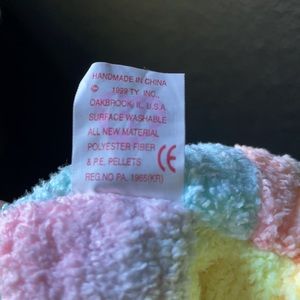 HANDMADE IN CHINA
© 1999 TY INC.,
OAKBROOK, IL, U.S.A.
SURFACE WASHABLE
ALL NEW MATERIAL
POLYESTER FIBER
& P.E. PELLETS CE
REG.NO PA. 1965(KR)